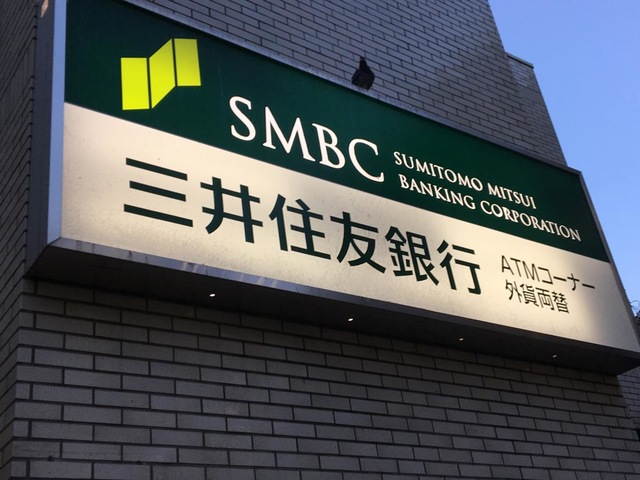 SMBC
SUMITOMO MITSUI
BANKING CORPORATION
三井住友銀行
ATMコーナー
外貨両替